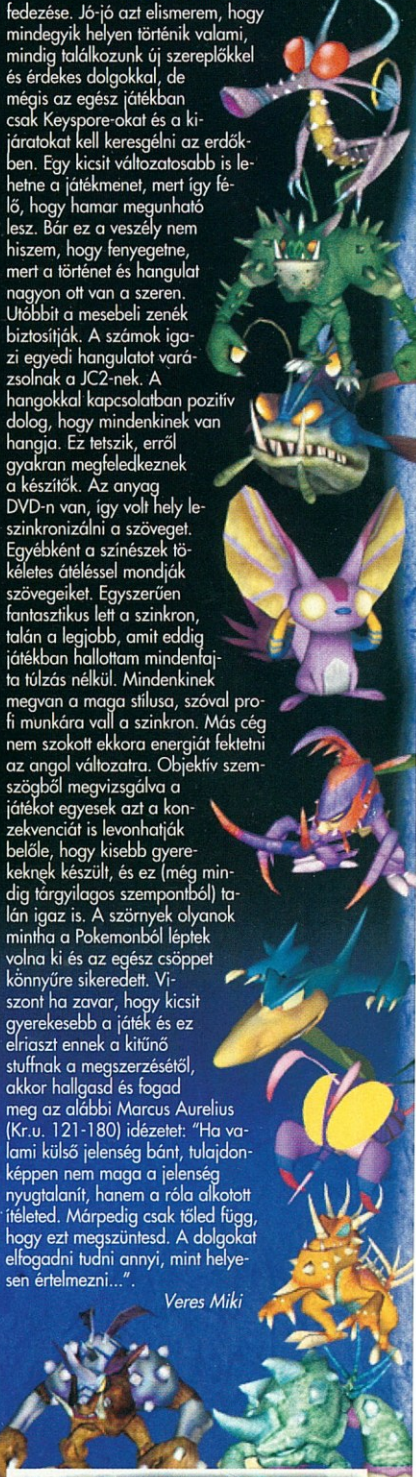 fedezése. Jó-jó azt elismerem, hogy
mindegyik helyen történik valami,
mindig találkozunk új szereplőkkel
és érdekes dolgokkal, de
mégis az egész játékban
csak Keyspore-okat és a ki-
járatokat kell keresgélni az erdők-
ben. Egy kicsit változatosabb is le-
hetne a játékmenet, mert így fé-
lő, hogy hamar megunható
lesz. Bár ez a veszély nem
hiszem, hogy fenyegetne,
mert a történet és hangulat
nagyon ott van a szeren.
Utóbbit a mesebeli zenék
biztosítják. A számok iga-
zi egyedi hangulatot vará-
zsolnak a JC2-nek. A
hangokkal kapcsolatban pozitív
dolog, hogy mindenkinek van
hangja. Ez tetszik, erről
gyakran megfeledkeznek
a készítők. Az anyag
DVD-n van, így volt hely le-
szinkronizálni a szöveget.
Egyébként a színészek tö-
kéletes átéléssel mondják
szövegeiket. Egyszerűen
fantasztikus lett a szinkron,
talán a legjobb, amit eddig
játékban hallottam mindenfaj-
ta túlzás nélkül. Mindenkinek
megvan a maga stílusa, szóval pro-
fi munkára vall a szinkron. Más cég
nem szokott ekkora energiát fektetni
az angol változatra. Objektív szem-
szögből megvizsgálva a
játékot egyesek azt a kon-
zekvenciát is levonhatják
belőle, hogy kisebb gyere-
keknek készült, és ez (még min-
dig tárgyilagos szempontból) ta-
lán igaz is. A szörnyek olyanok
mintha a Pokemonból léptek
volna ki és az egész csöppet
könnyűre sikeredett. Vi-
szont ha zavar, hogy kicsit
gyerekesebb a játék és ez
elriaszt ennek a kitűnő
stuffnak a megszerzésétől,
akkor hallgasd és fogad
meg az alábbi Marcus Aurelius
(Kr.u. 121-180) idézetet: "Ha va-
lami külső jelenség bánt, tulajdon-
képpen nem maga a jelenség
nyugtalanít, hanem a róla alkotott
ítéleted. Márpedig csak tőled függ,
hogy ezt megszüntesd. A dolgokat
elfogadni tudni annyi, mint helye-
sen értelmezni...".
Veres Miki